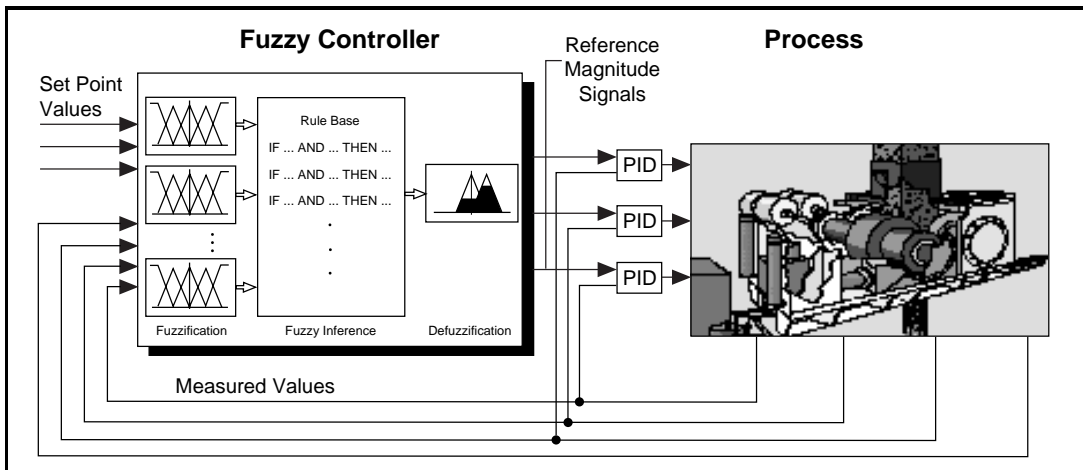 Fuzzy Controller
Reference
Magnitude
Signals
Process
Set Point
Values
Rule Base
IF ... AND ... THEN ...
IF ... AND ... THEN ...
IF ... AND ... THEN ...
.
.
.
PID
PID
PID
Fuzzification
Fuzzy Inference
Defuzzification
Measured Values